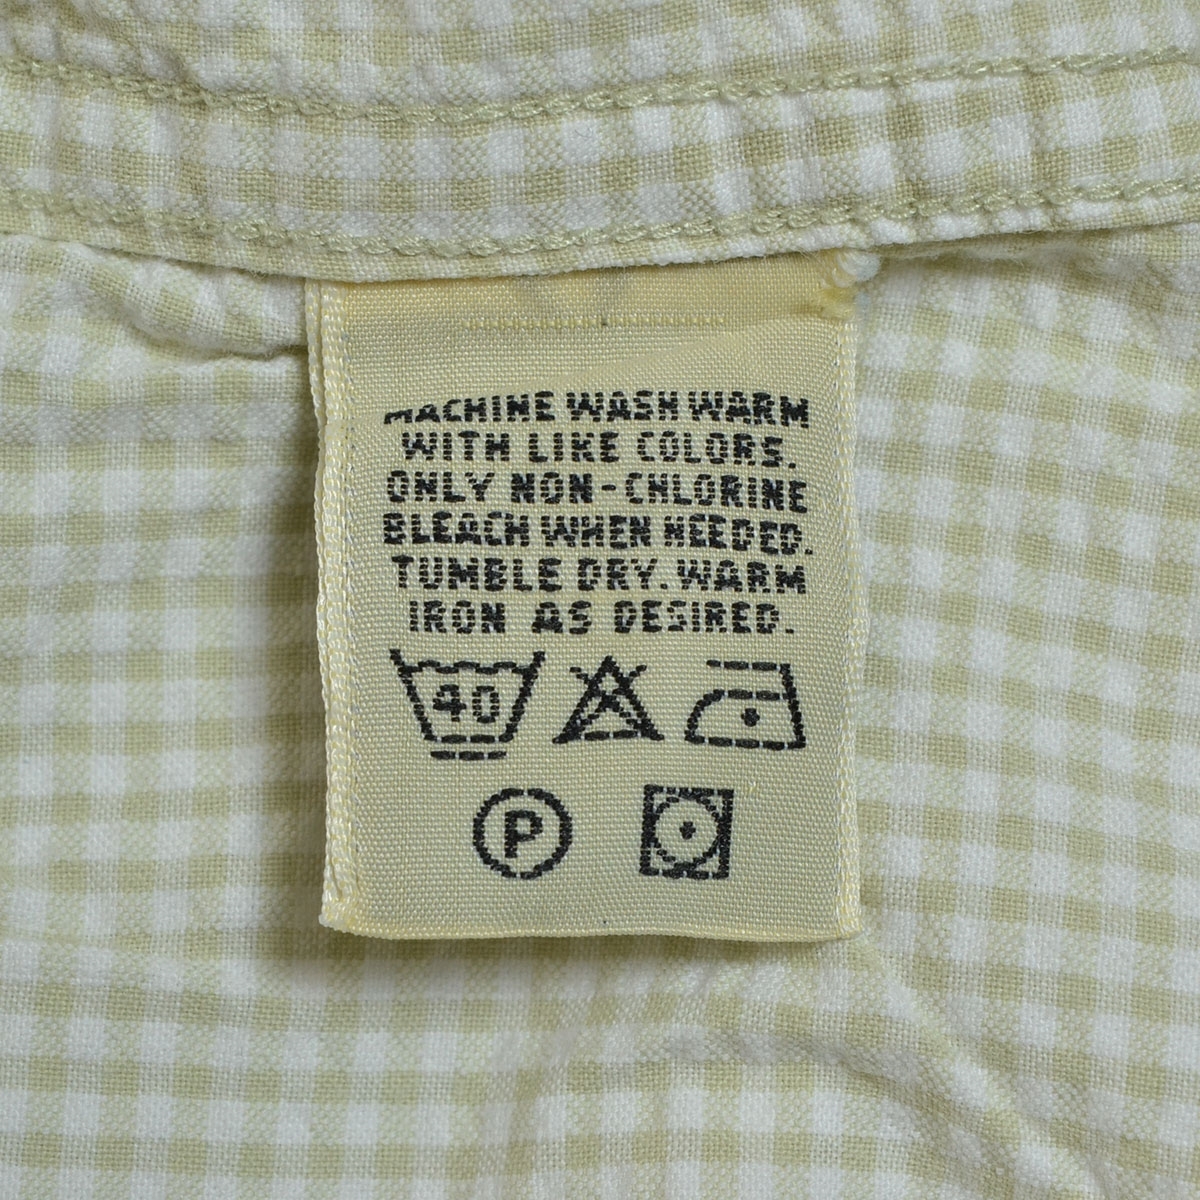 MACHINE WASH WARM
WITH LIKE COLORS.
ONLY NON-CHLORINE
BLEACH WHEN NEEDED.
TUMBLE DRY. WARM
IRON AS DESIRED.
40
P